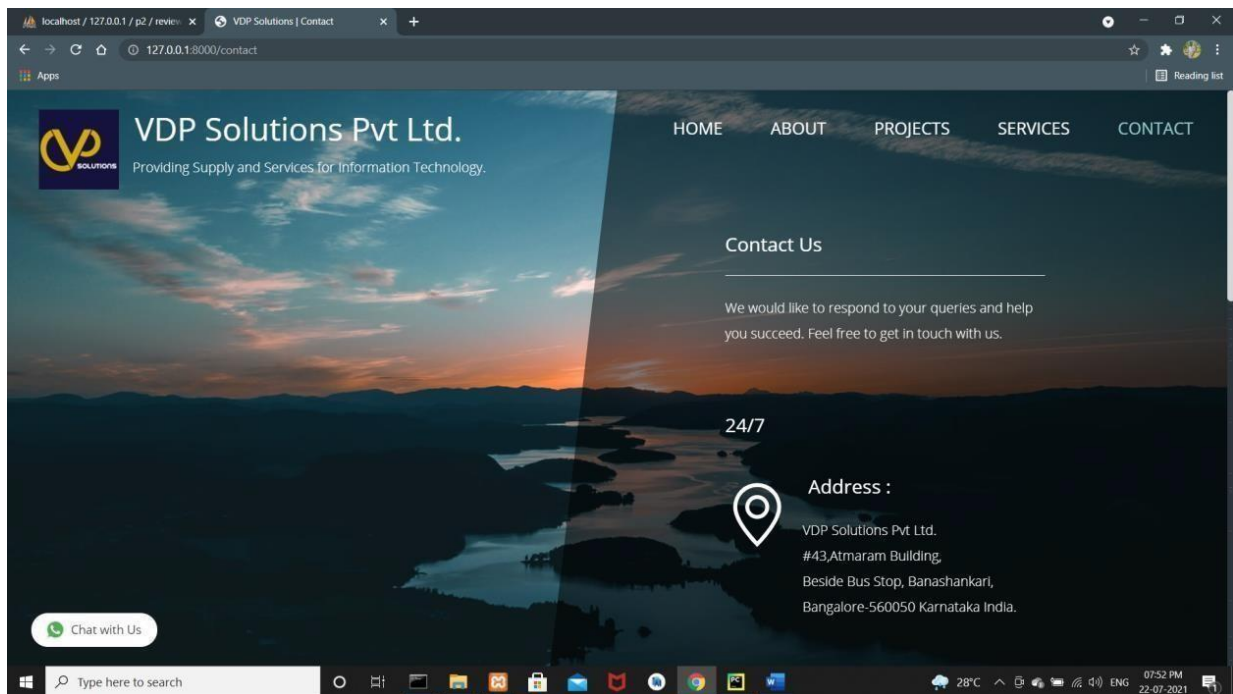 localhost / 127.0.0.1 / p2 / review
VDP Solutions | Contact
127.0.0.1:8000/contact
Apps
Reading list
VDP
SOLUTIONS
VDP Solutions Pvt Ltd.
Providing Supply and Services for Information Technology.
HOME ABOUT PROJECTS SERVICES CONTACT
Contact Us
We would like to respond to your queries and help
you succeed. Feel free to get in touch with us.
24/7
Address :
VDP Solutions Pvt Ltd.
#43,Atmaram Building,
Beside Bus Stop, Banashankari,
Bangalore-560050 Karnataka India.
Chat with Us
Type here to search
PC
W
28°C
ENG
07:52 PM
22-07-2021